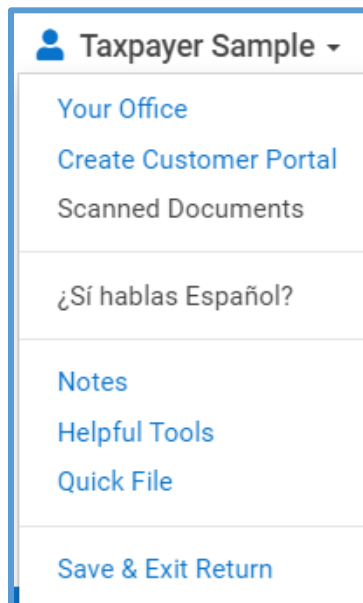 Taxpayer Sample
Your Office
Create Customer Portal
Scanned Documents
¿Sí hablas Español?
Notes
Helpful Tools
Quick File
Save & Exit Return